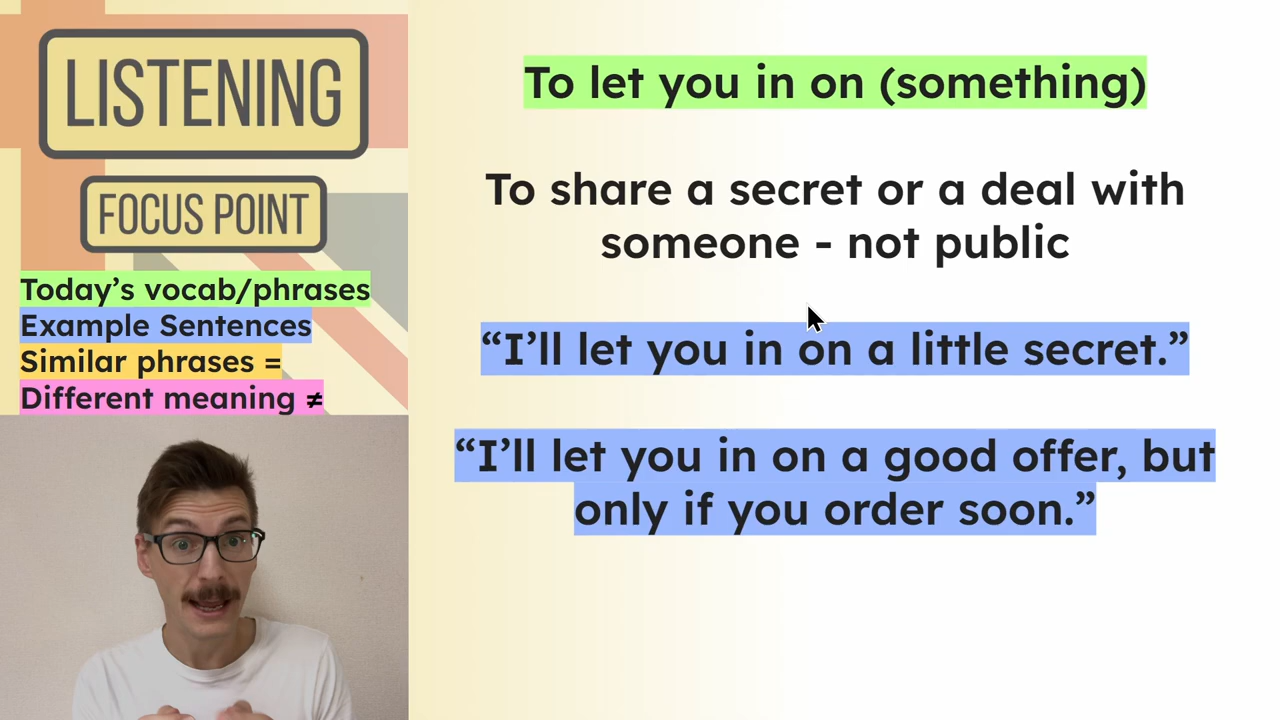 LISTENING
FOCUS POINT
Today’s vocab/phrases
Example Sentences
Similar phrases =
Different meaning ≠
To let you in on (something)
To share a secret or a deal with
someone - not public
“I’ll let you in on a little secret.”
“I’ll let you in on a good offer, but
only if you order soon.”